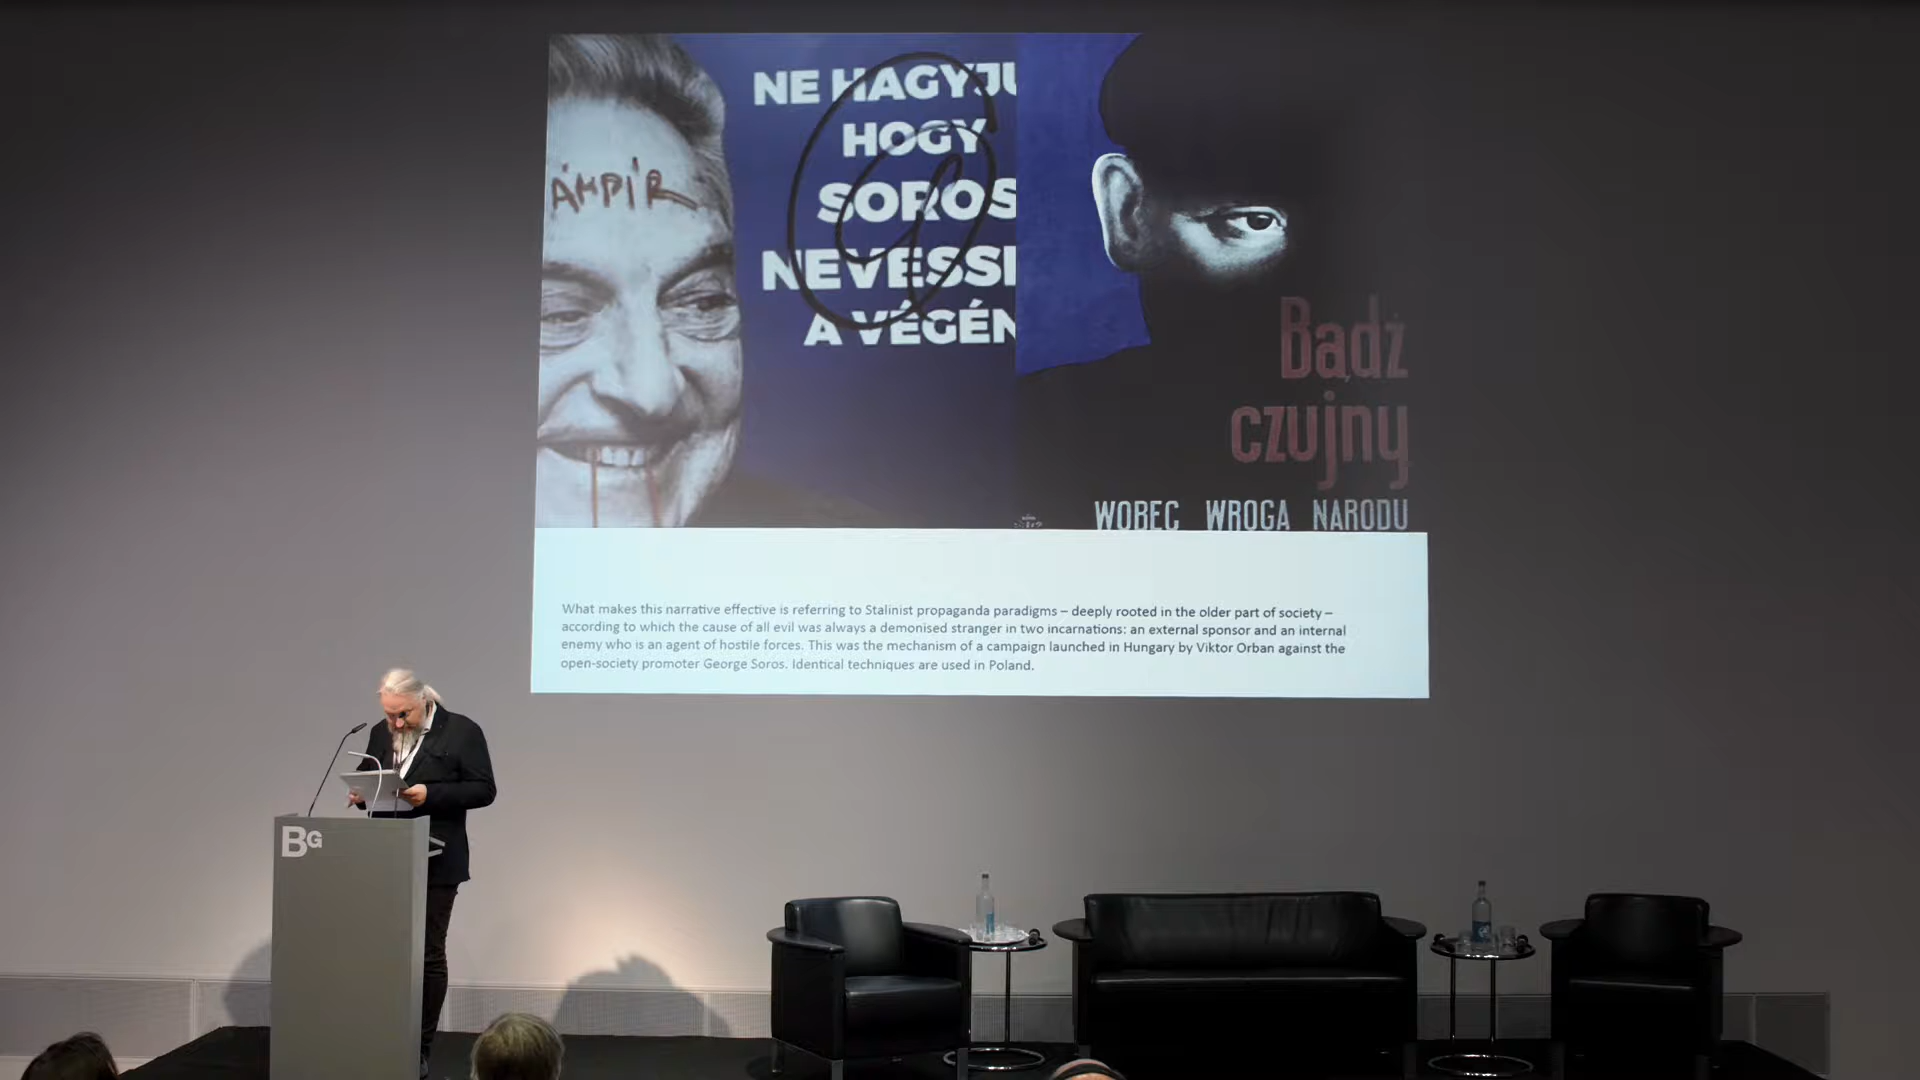 NE HAGYJU
HOGY
SOROS
NEVESSE
A VÉGÉN
ÁMPÍR
Bądź
czujny
WOBEC WROGA NARODU
What makes this narrative effective is referring to Stalinist propaganda paradigms – deeply rooted in the older part of society –
according to which the cause of all evil was always a demonised stranger in two incarnations: an external sponsor and an internal
enemy who is an agent of hostile forces. This was the mechanism of a campaign launched in Hungary by Viktor Orban against the
open-society promoter George Soros. Identical techniques are used in Poland.
BG